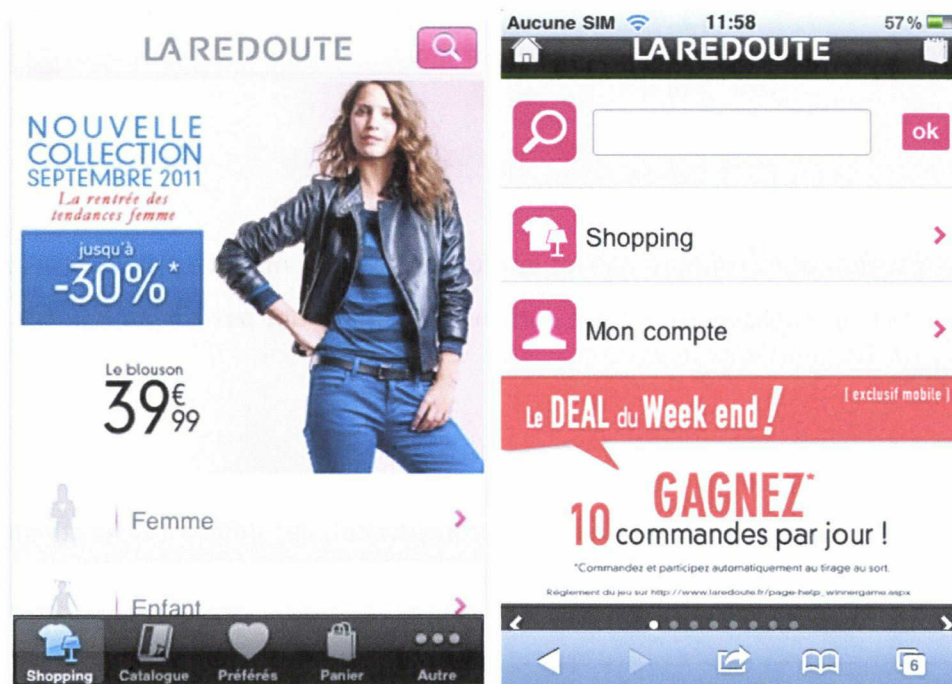 LA REDOUTE
NOUVELLE
COLLECTION
SEPTEMBRE 2011
La rentrée des
tendances femme
jusqu'à
-30%*
Le blouson
39€99
Femme
Enfant
Shopping Catalogue Préférés Panier Autre
Aucune SIM 11:58 57 %
LA REDOUTE
ok
Shopping
Mon compte
Le DEAL du Week end !
[ exclusif mobile ]
GAGNEZ*
10 commandes par jour !
*Commandez et participez automatiquement au tirage au sort.
Règlement du jeu sur http://www.laredoute.fr/page-help_winnergame.aspx
6